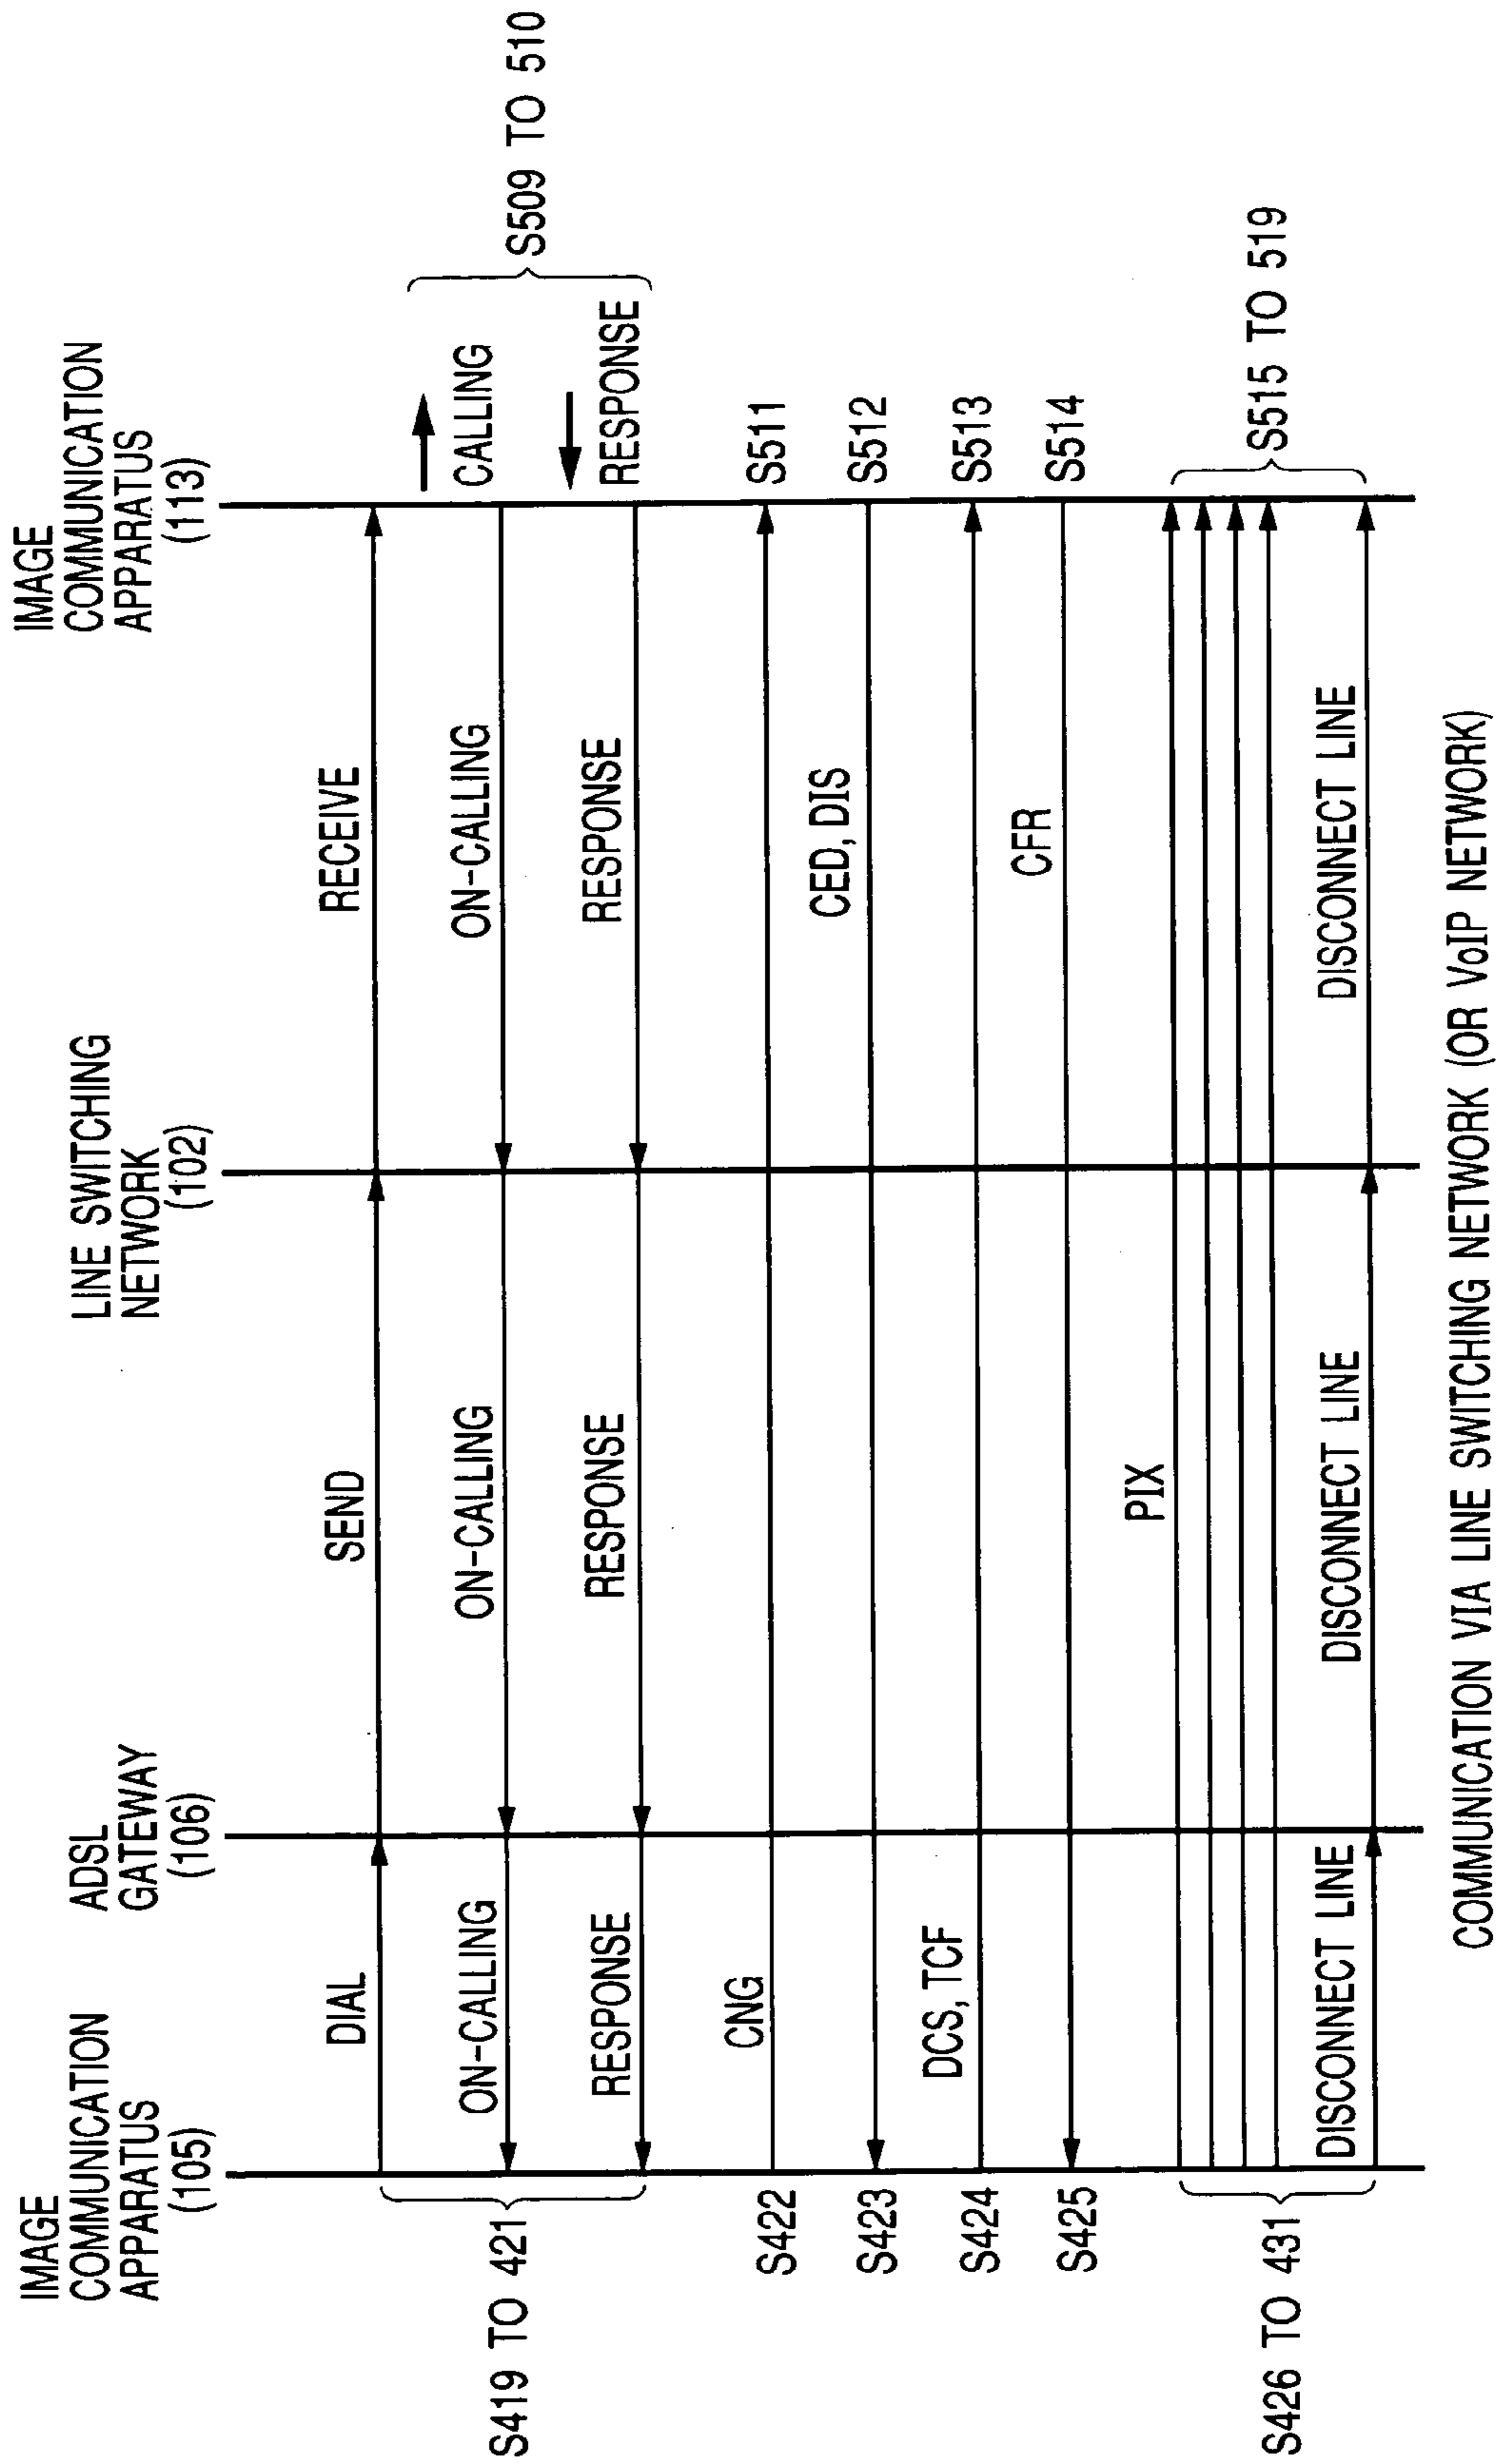 IMAGE
COMMUNICATION
APPARATUS
(105)
ADSL
GATEWAY
(106)
LINE SWITCHING
NETWORK
(102)
IMAGE
COMMUNICATION
APPARATUS
(113)
DIAL
SEND
RECEIVE
S419 TO 421
ON-CALLING
ON-CALLING
ON-CALLING
CALLING
S509 TO 510
RESPONSE
RESPONSE
RESPONSE
RESPONSE
S422
CNG
S511
S423
CED, DIS
S512
S424
DCS, TCF
S513
S425
CFR
S514
PIX
S426 TO 431
S515 TO 519
DISCONNECT LINE
DISCONNECT LINE
DISCONNECT LINE
COMMUNICATION VIA LINE SWITCHING NETWORK (OR VoIP NETWORK)